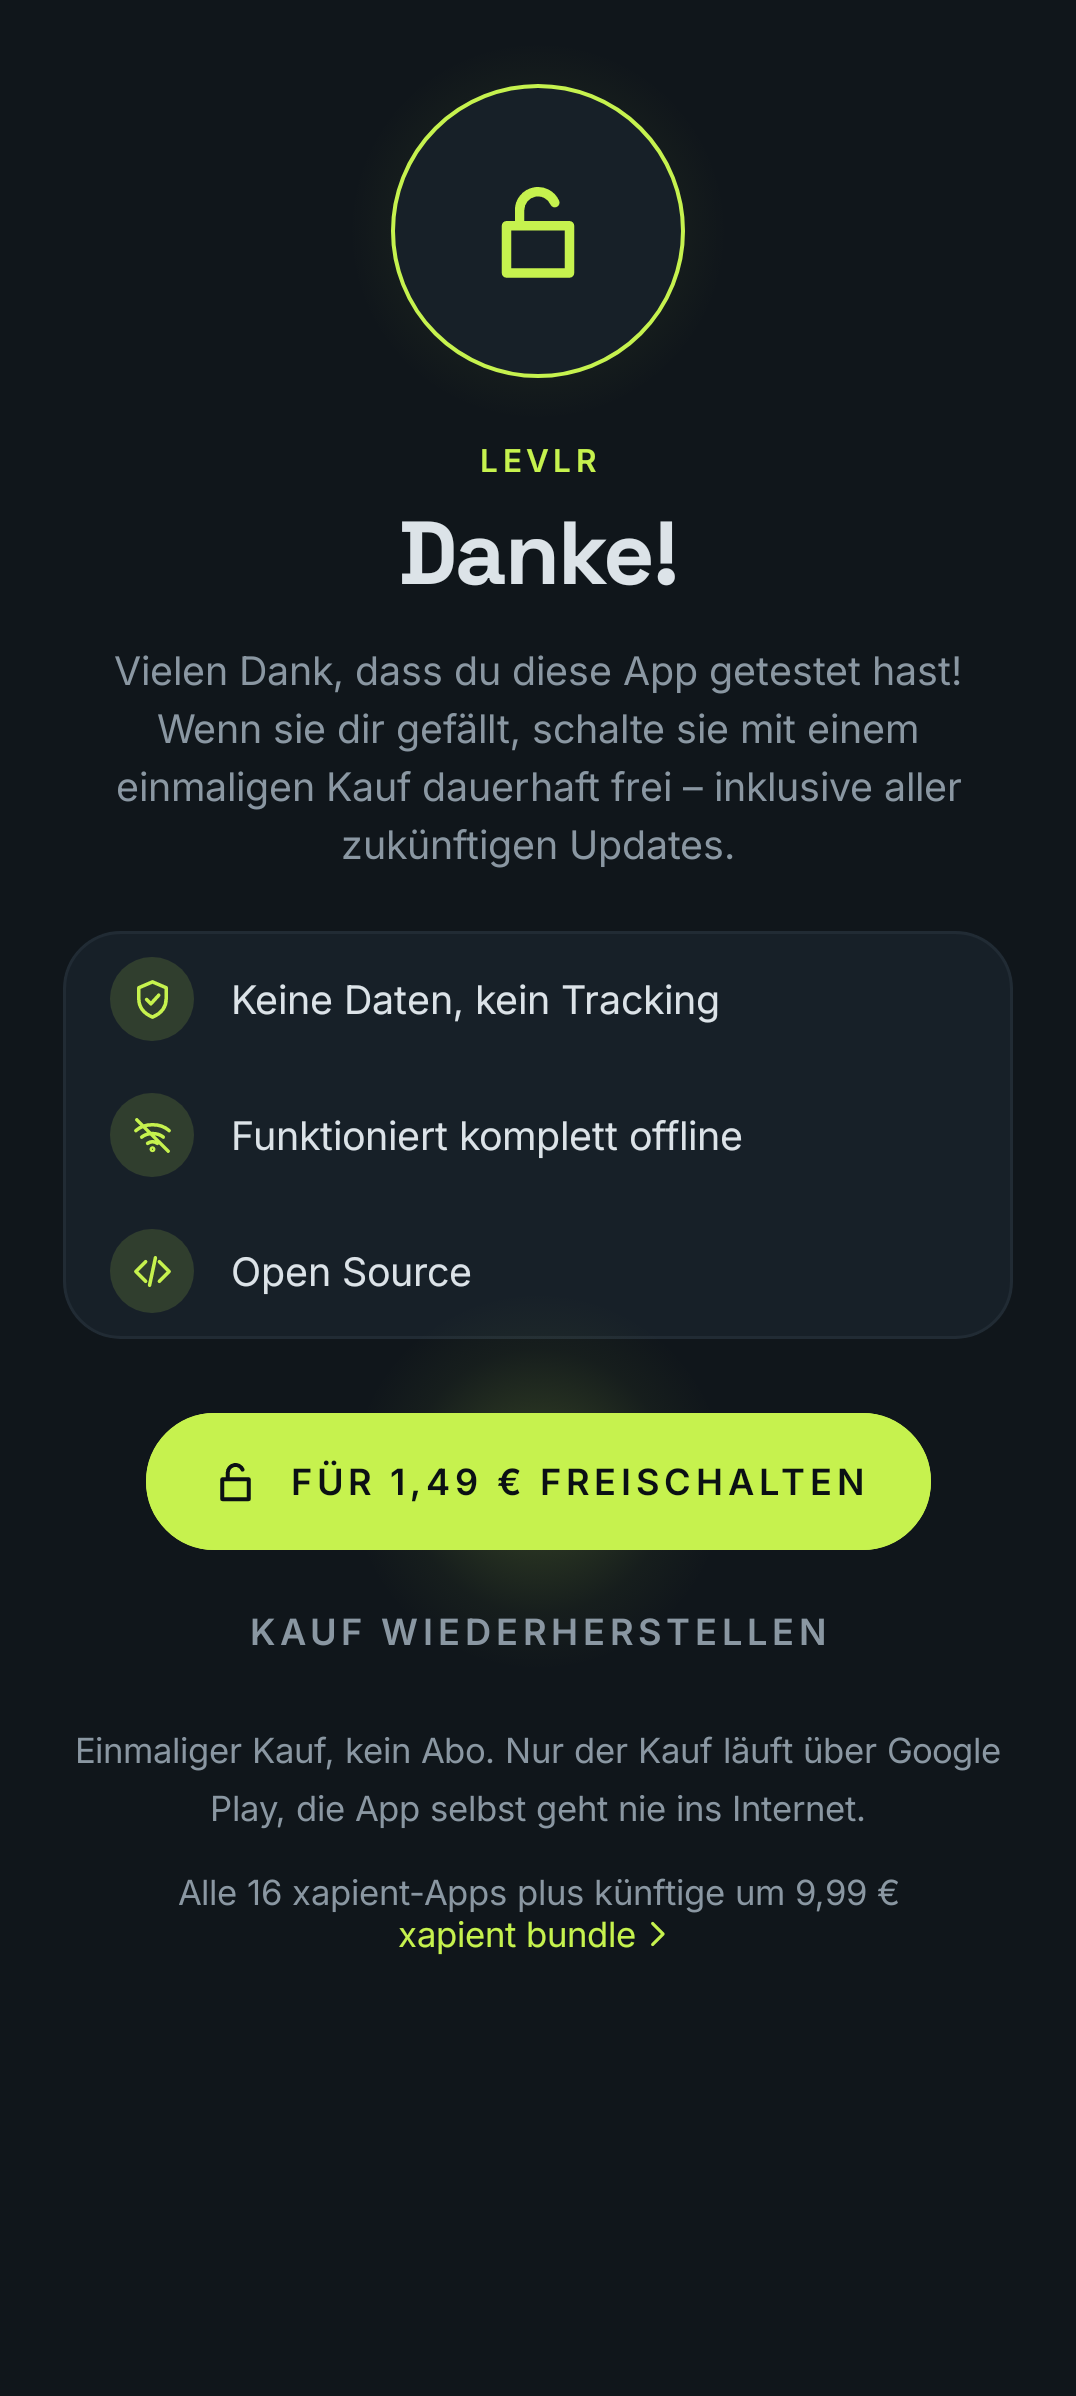 LEVLR
Danke!
Vielen Dank, dass du diese App getestet hast!
Wenn sie dir gefällt, schalte sie mit einem
einmaligen Kauf dauerhaft frei – inklusive aller
zukünftigen Updates.
Keine Daten, kein Tracking
Funktioniert komplett offline
Open Source
FÜR 1,49 € FREISCHALTEN
KAUF WIEDERHERSTELLEN
Einmaliger Kauf, kein Abo. Nur der Kauf läuft über Google
Play, die App selbst geht nie ins Internet.
Alle 16 xapient-Apps plus künftige um 9,99 €
xapient bundle